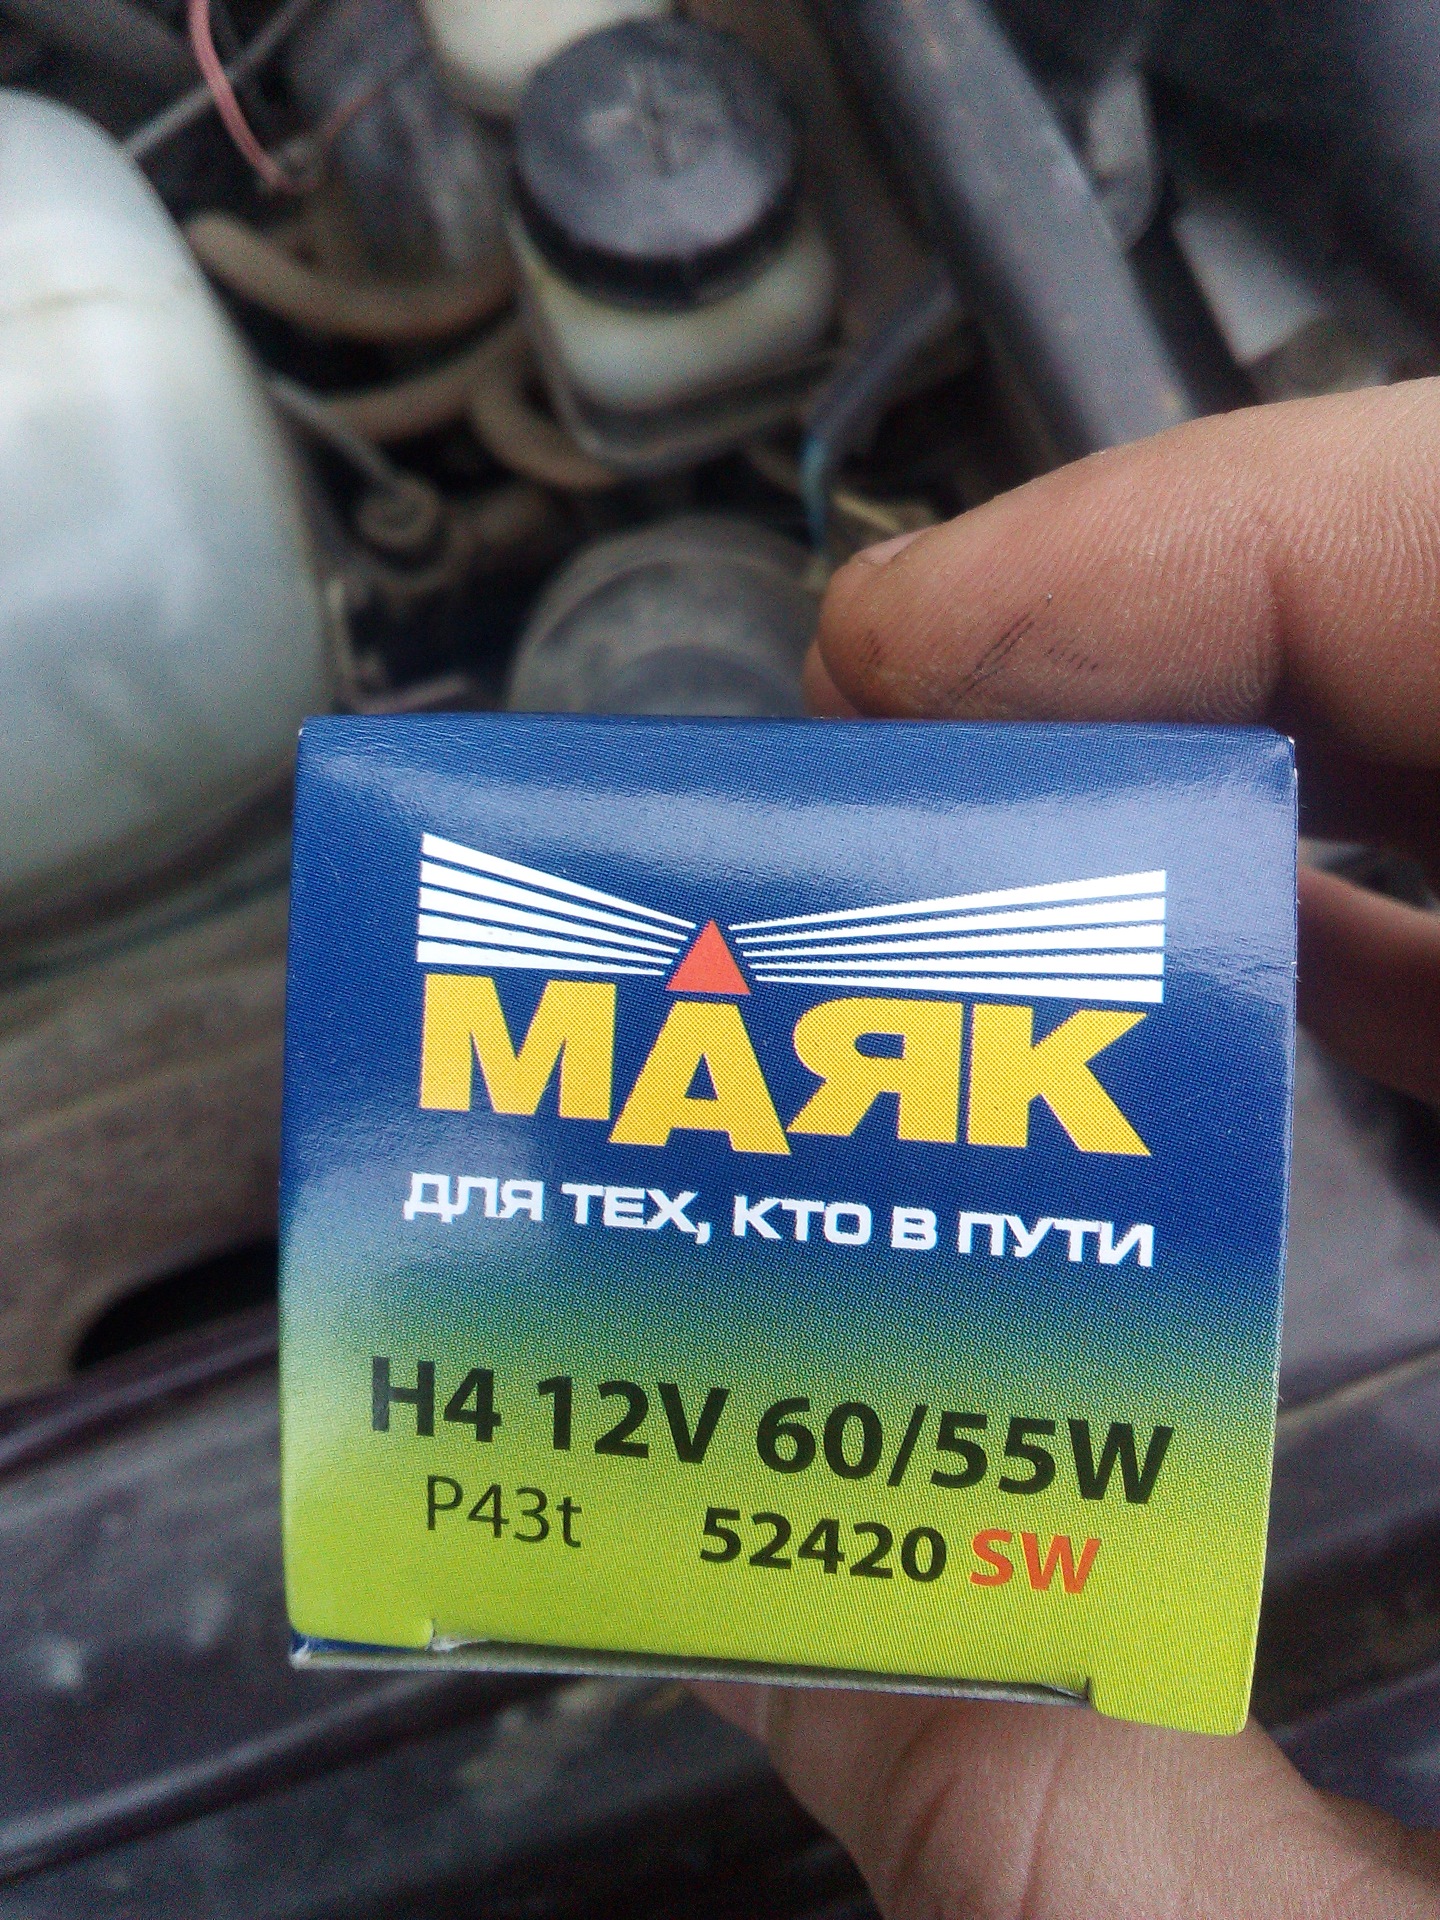 МАЯК
ДЛЯ ТЕХ, КТО В ПУТИ
H4 12V 60/55W
P43t 52420 SW